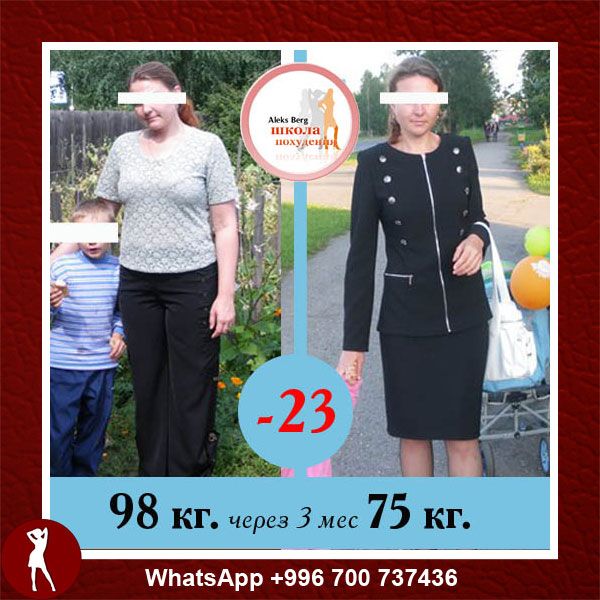 Aleks Berg
школа
похудения
-23
98 кг. через 3 мес 75 кг.
WhatsApp +996 700 737436